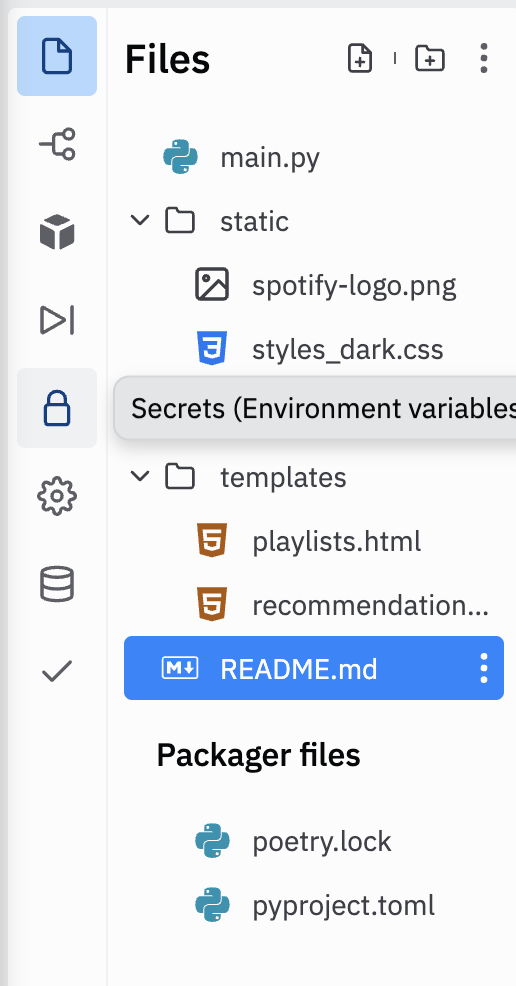 Files
main.py
static
spotify-logo.png
styles_dark.css
Secrets (Environment variables
templates
playlists.html
recommendation...
README.md
Packager files
poetry.lock
pyproject.toml